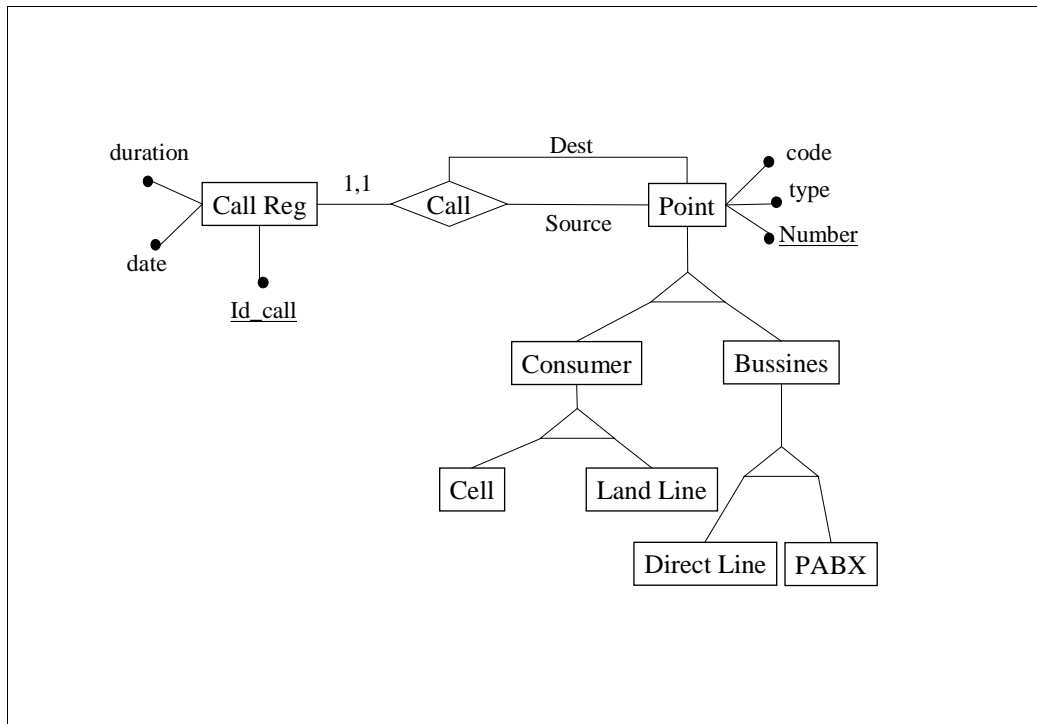 Dest
code
duration
1,1
type
Call Reg
Call
Point
Source
Number
date
Id_call
Consumer
Bussines
Cell
Land Line
Direct Line
PABX